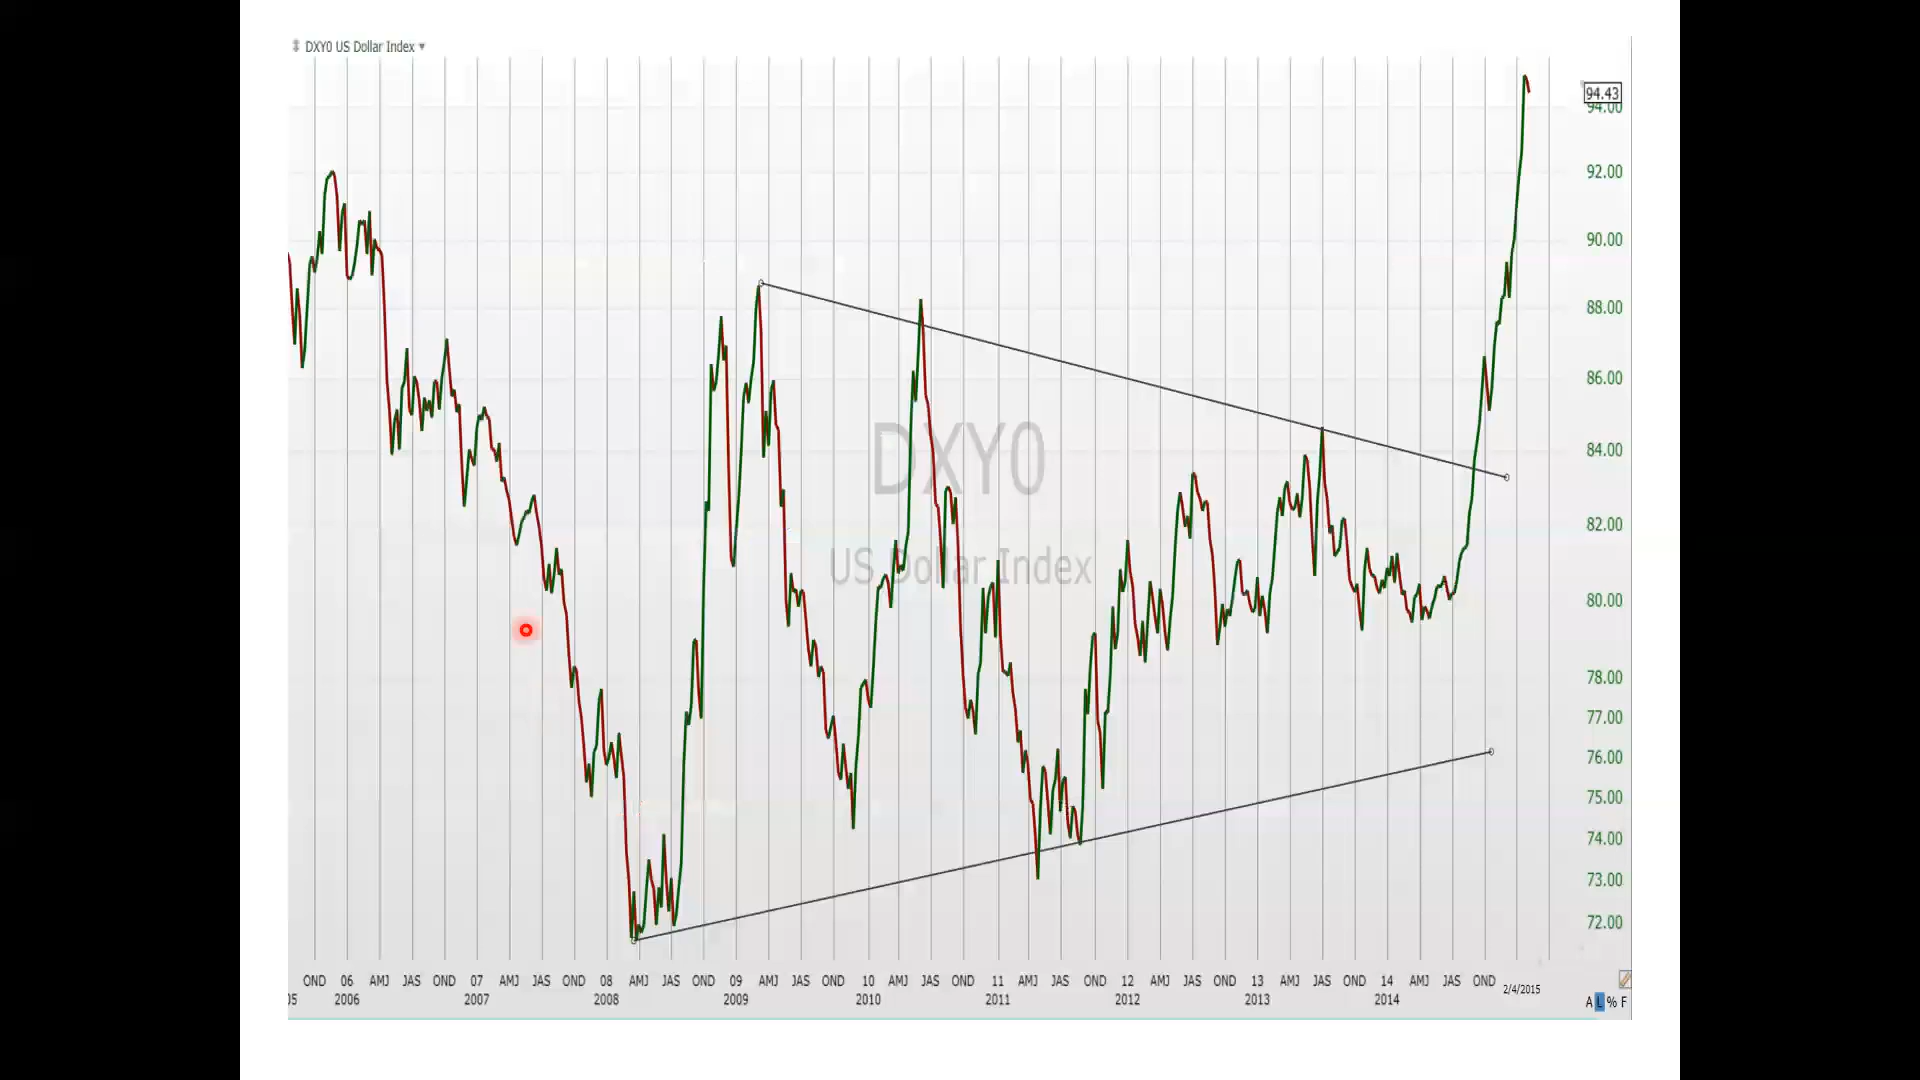 DXY0 US Dollar Index
94.43
94.00
92.00
90.00
88.00
86.00
84.00
DXY0
82.00
US Dollar Index
80.00
78.00
77.00
76.00
75.00
74.00
73.00
72.00
OND 06 AMJ JAS OND 07 AMJ JAS OND 08 AMJ JAS OND 09 AMJ JAS OND 10 AMJ JAS OND 11 AMJ JAS OND 12 AMJ JAS OND 13 AMJ JAS OND 14 AMJ JAS OND
2006 2007 2008 2009 2010 2011 2012 2013 2014 2/4/2015
A L % F